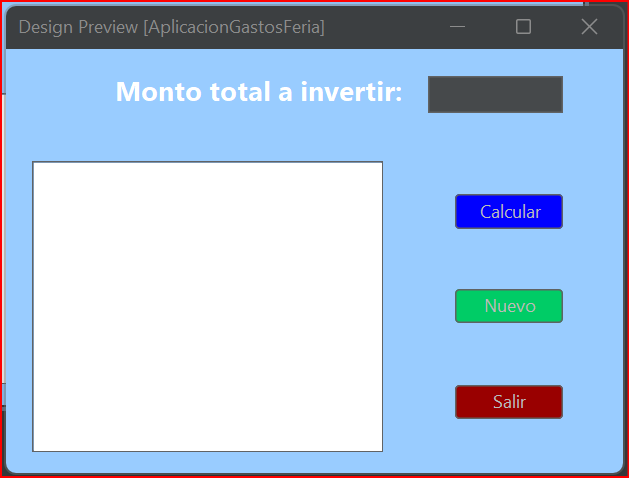 Design Preview [AplicacionGastosFeria]
Monto total a invertir:
Calcular
Nuevo
Salir